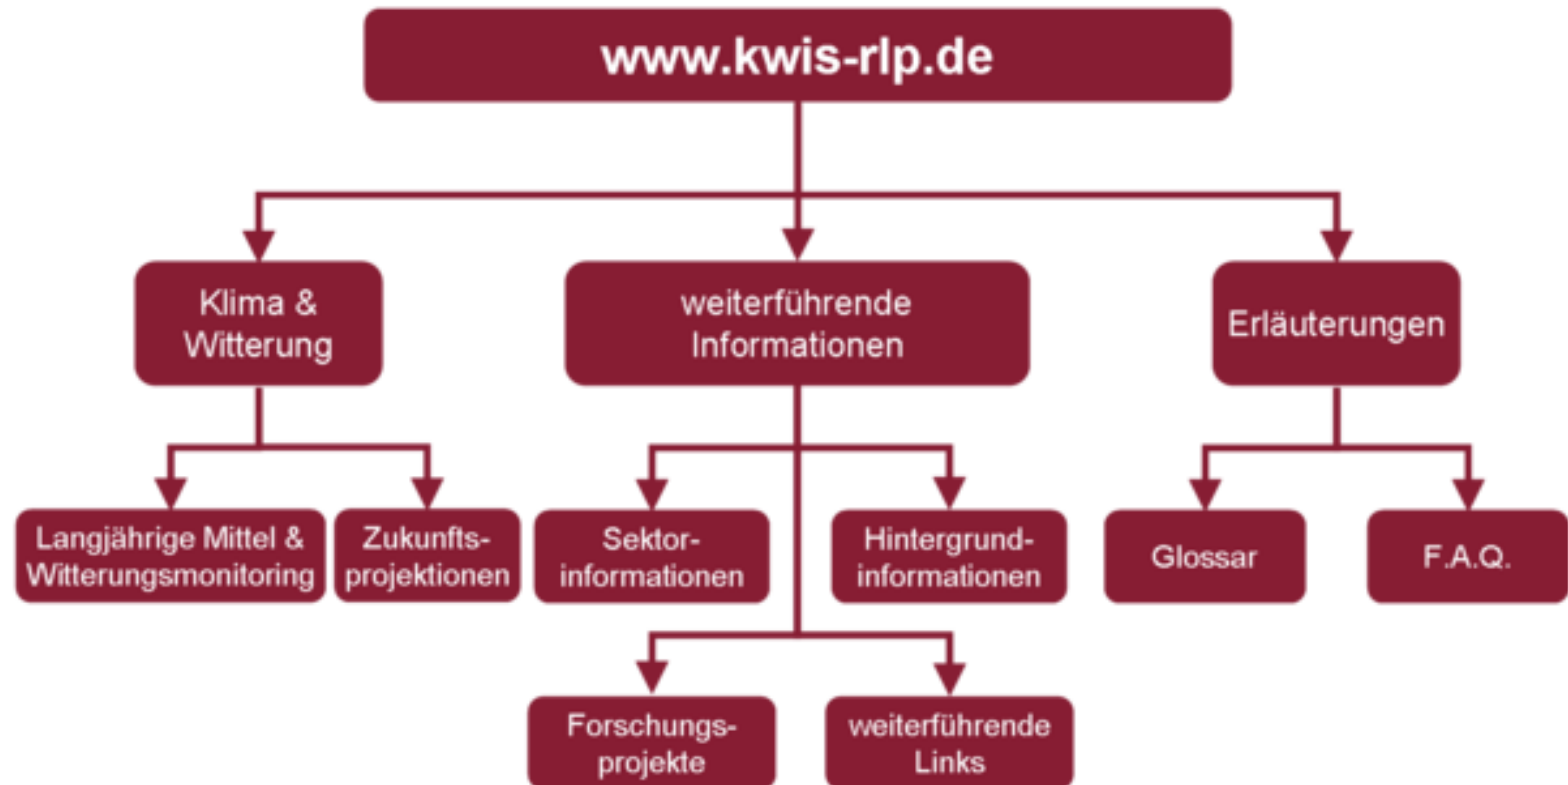 www.kwis-rlp.de
Klima &
Witterung
weiterführende
Informationen
Erläuterungen
Langjährige Mittel &
Witterungsmonitoring
Zukunfts-
projektionen
Sektor-
informationen
Hintergrund-
informationen
Glossar
F.A.Q.
Forschungs-
projekte
weiterführende
Links